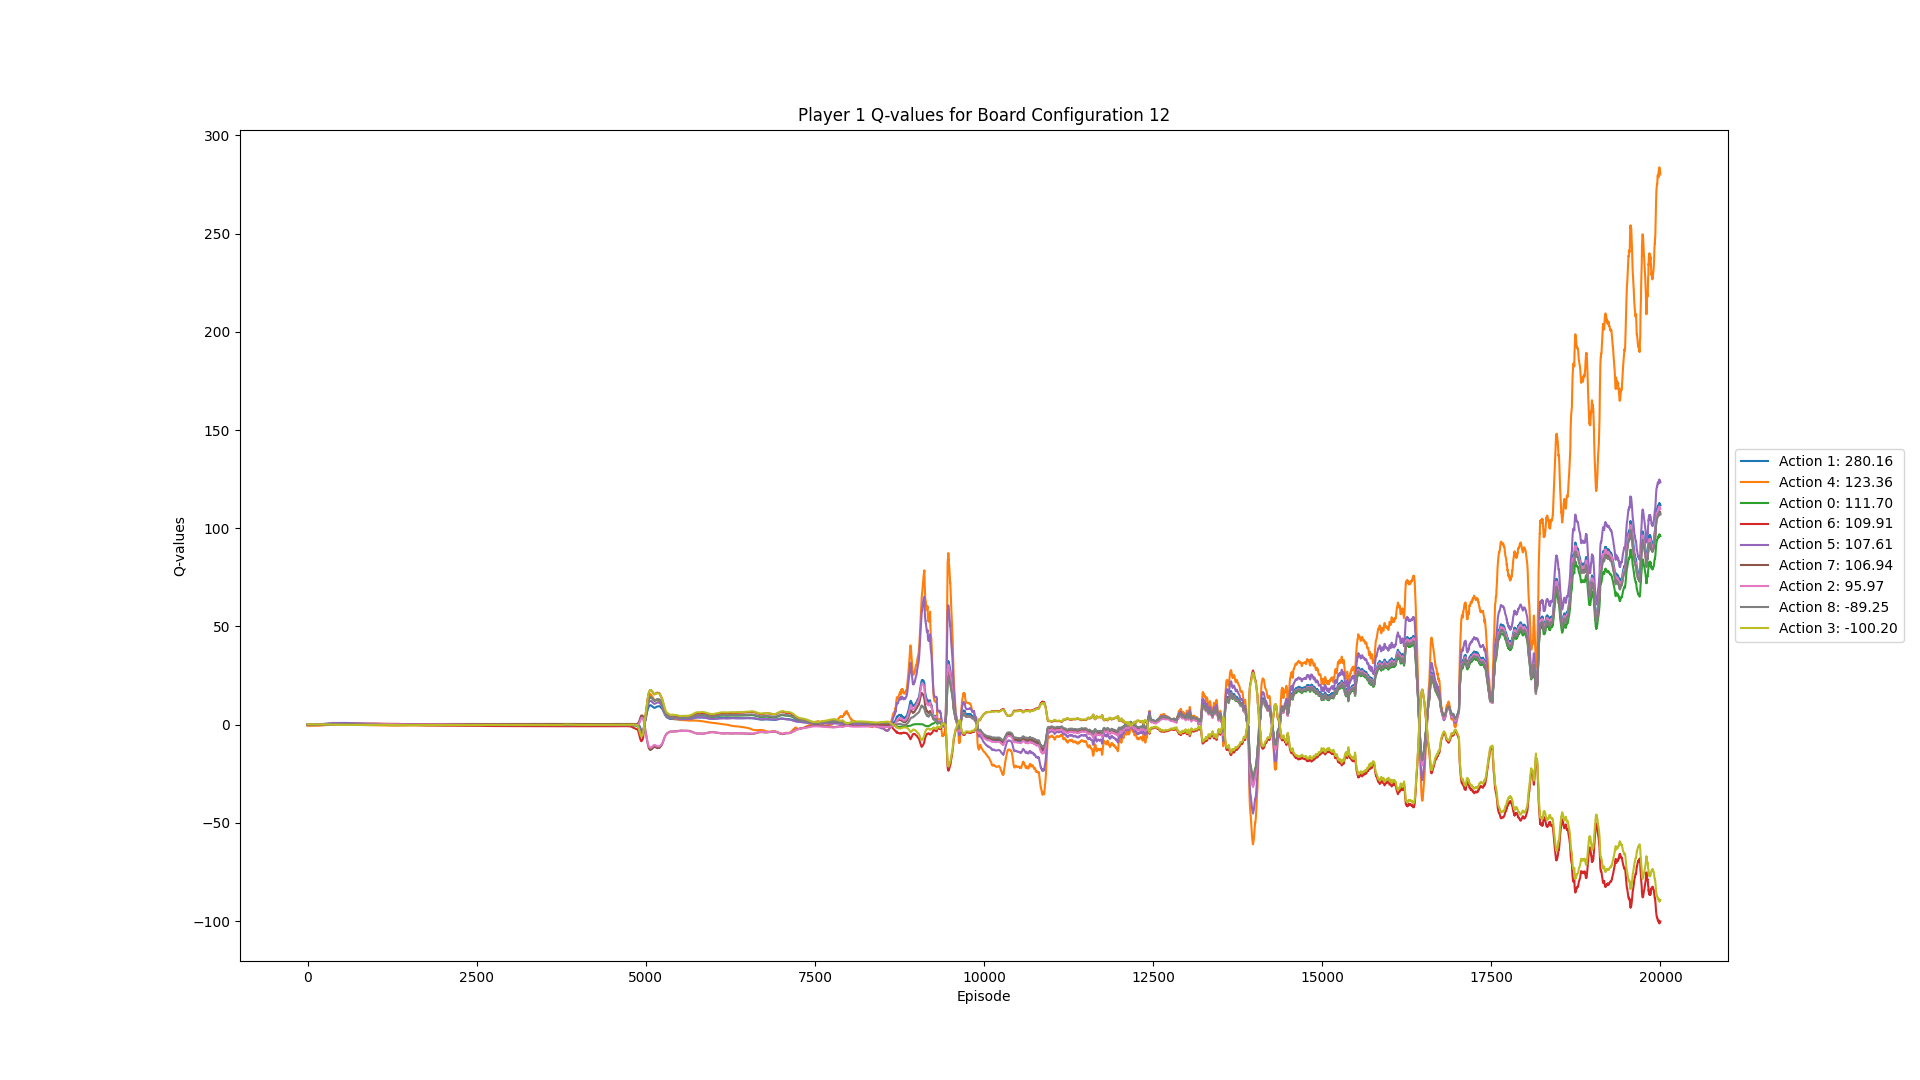 Player 1 Q-values for Board Configuration 12
300
250
200
150
100
50
0
−50
−100
Q-values
0 2500 5000 7500 10000 12500 15000 17500 20000
Episode
Action 1: 280.16
Action 4: 123.36
Action 0: 111.70
Action 6: 109.91
Action 5: 107.61
Action 7: 106.94
Action 2: 95.97
Action 8: -89.25
Action 3: -100.20